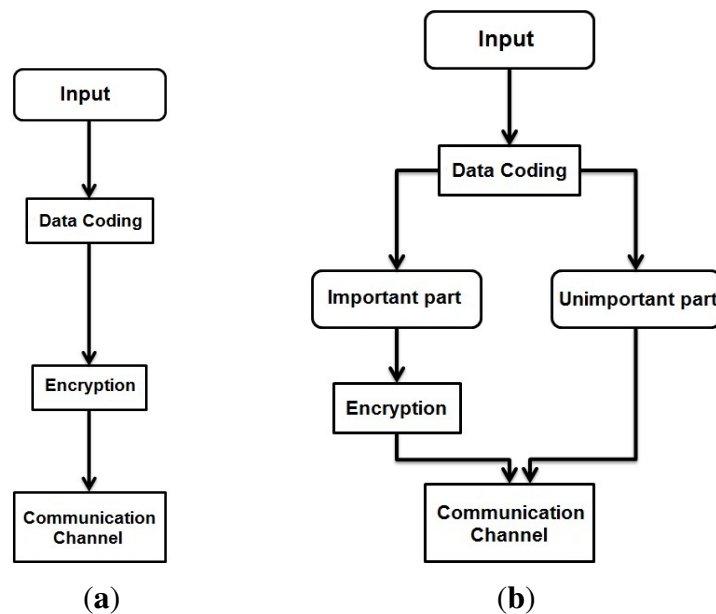 Input
Data Coding
Encryption
Communication
Channel
(a)
Input
Data Coding
Important part
Unimportant part
Encryption
Communication
Channel
(b)